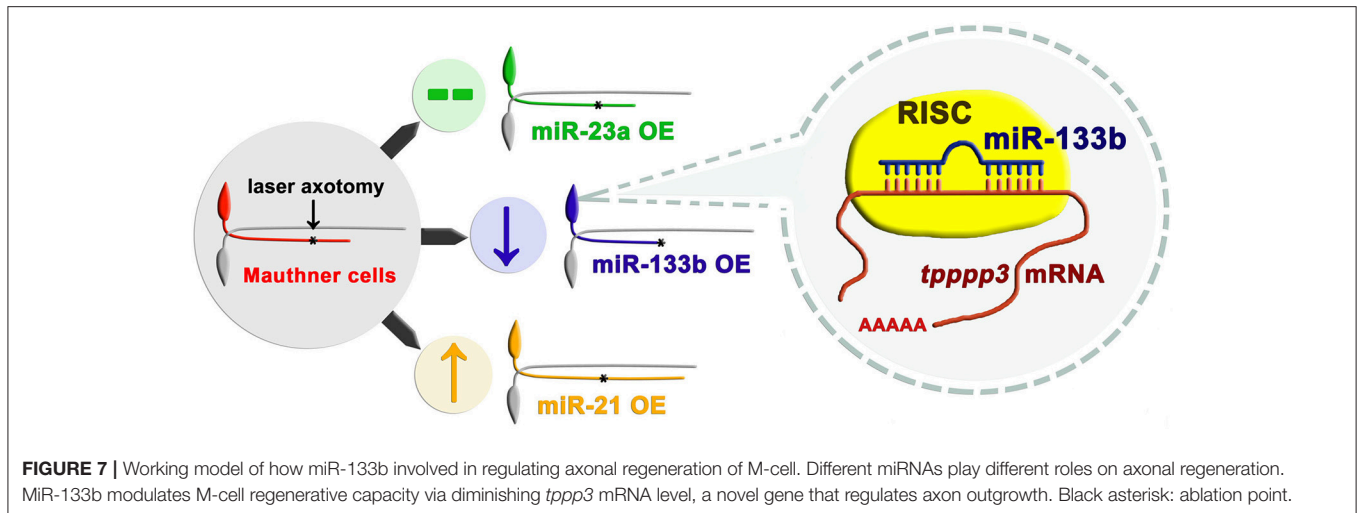 miR-23a OE
laser axotomy
Mauthner cells
miR-133b OE
miR-21 OE
RISC
miR-133b
tpppp3 mRNA
AAAAA
FIGURE 7 | Working model of how miR-133b involved in regulating axonal regeneration of M-cell. Different miRNAs play different roles on axonal regeneration.
MiR-133b modulates M-cell regenerative capacity via diminishing tppp3 mRNA level, a novel gene that regulates axon outgrowth. Black asterisk: ablation point.